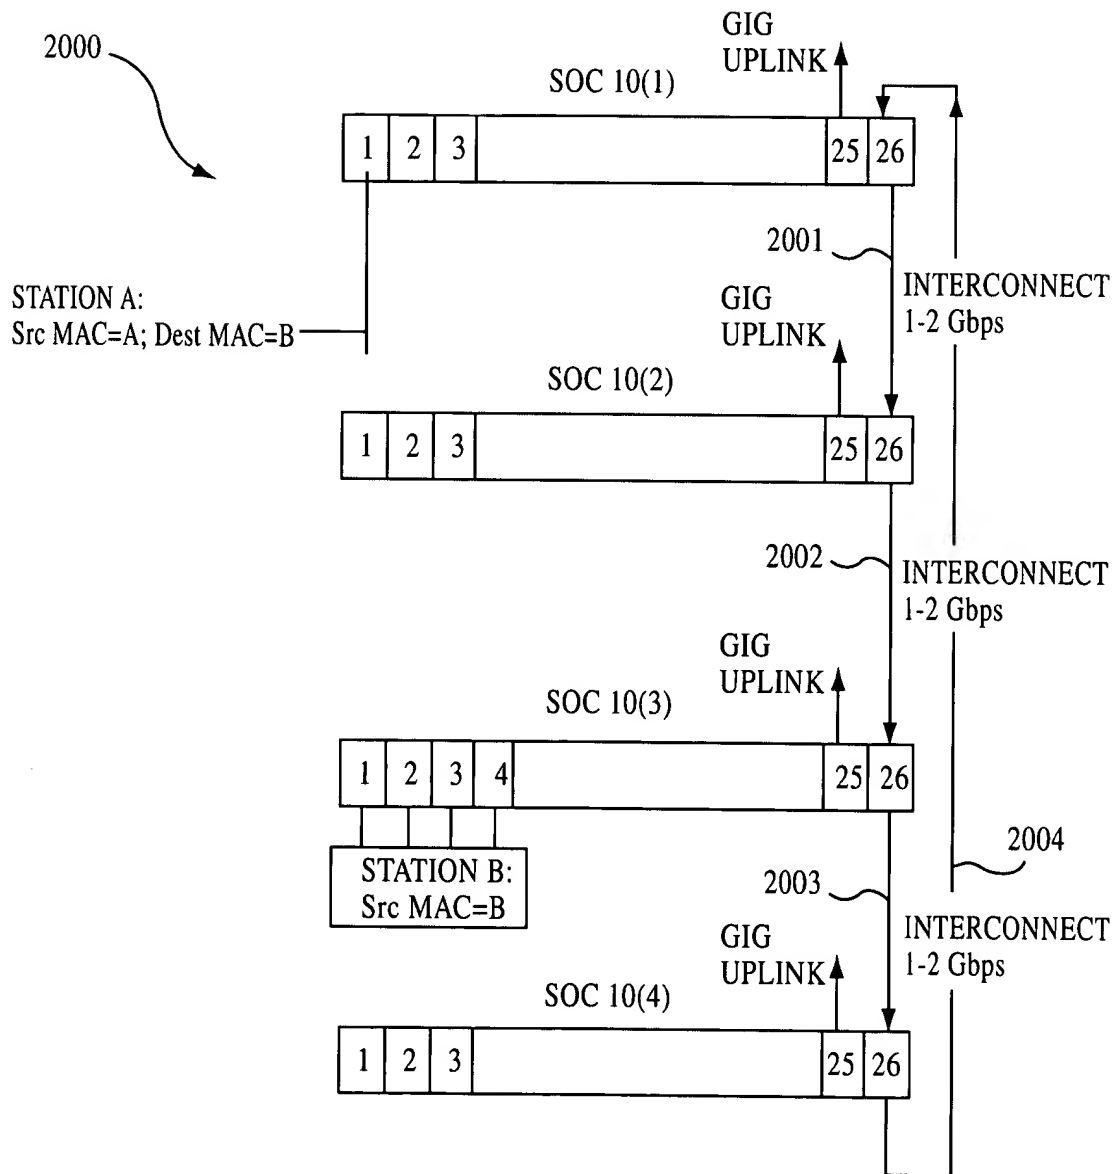 2000
GIG
UPLINK
SOC 10(1)
1 2 3 25 26
2001
INTERCONNECT
1-2 Gbps
STATION A:
Src MAC=A; Dest MAC=B
GIG
UPLINK
SOC 10(2)
1 2 3 25 26
2002
INTERCONNECT
1-2 Gbps
GIG
UPLINK
SOC 10(3)
1 2 3 4 25 26
STATION B:
Src MAC=B
2004
2003
INTERCONNECT
1-2 Gbps
GIG
UPLINK
SOC 10(4)
1 2 3 25 26